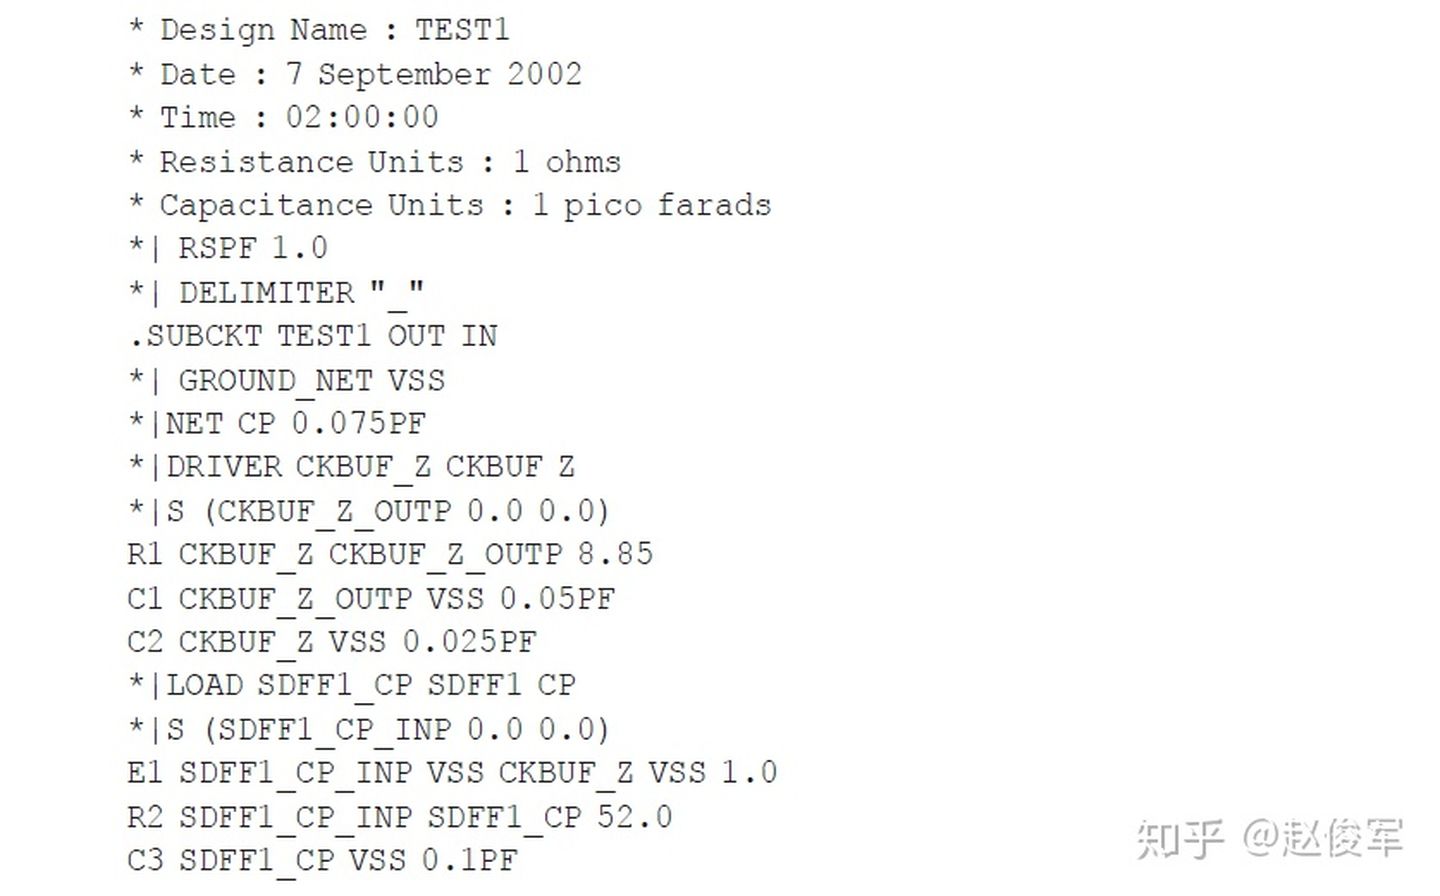 * Design Name : TEST1
* Date : 7 September 2002
* Time : 02:00:00
* Resistance Units : 1 ohms
* Capacitance Units : 1 pico farads
*| RSPF 1.0
*| DELIMITER "_"
.SUBCKT TEST1 OUT IN
*| GROUND_NET VSS
*|NET CP 0.075PF
*|DRIVER CKBUF_Z CKBUF Z
*|S (CKBUF_Z_OUTP 0.0 0.0)
R1 CKBUF_Z CKBUF_Z_OUTP 8.85
C1 CKBUF_Z_OUTP VSS 0.05PF
C2 CKBUF_Z VSS 0.025PF
*|LOAD SDFF1_CP SDFF1 CP
*|S (SDFF1_CP_INP 0.0 0.0)
E1 SDFF1_CP_INP VSS CKBUF_Z VSS 1.0
R2 SDFF1_CP_INP SDFF1_CP 52.0
C3 SDFF1_CP VSS 0.1PF
知乎 @赵俊军